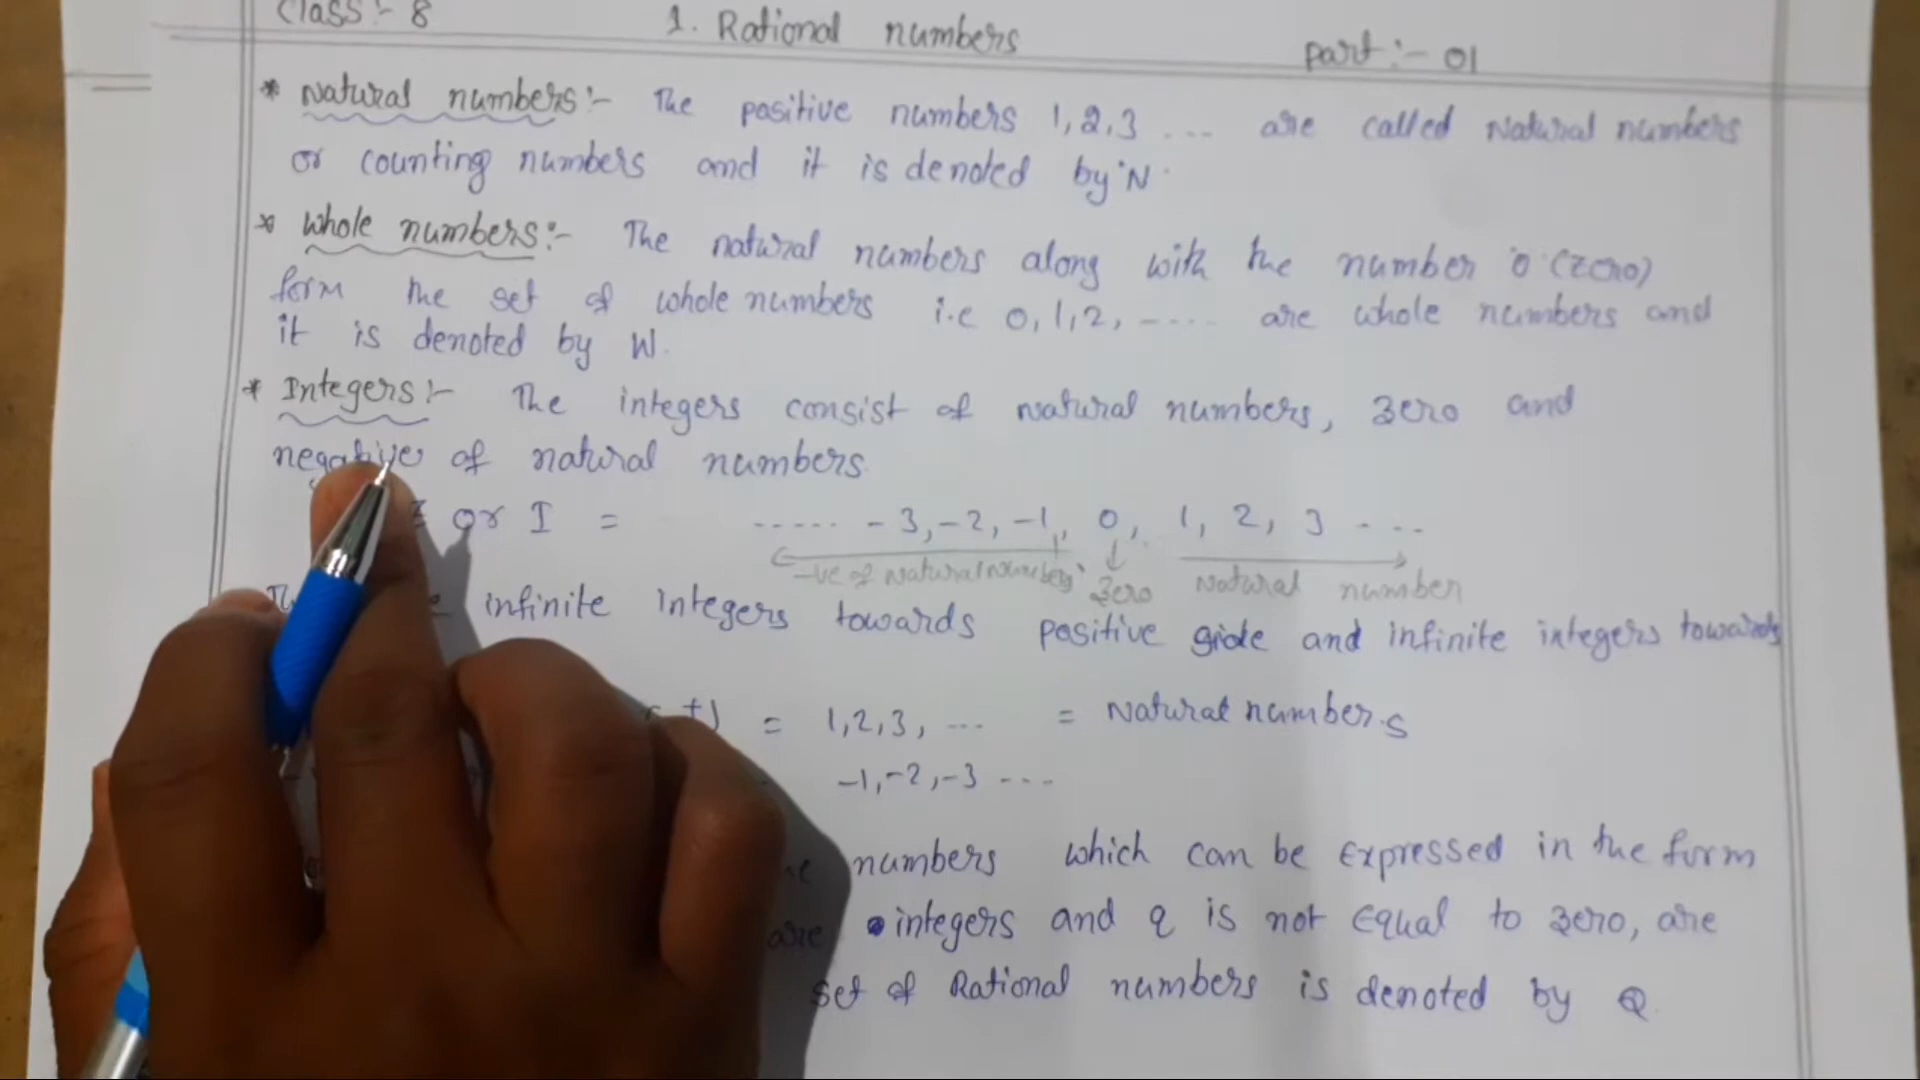 Class:- 8
1. Rational numbers
part:- 01
* Natural numbers:- The positive numbers 1,2,3 .... are called Natural numbers
or counting numbers and it is denoted by 'N'
* Whole numbers:- The natural numbers along with the number '0' (zero)
form the set of whole numbers i.e 0,1,2, ..... are whole numbers and
it is denoted by W.
* Integers:- The integers consist of natural numbers, zero and
negative of natural numbers.
or I = ...... -3,-2,-1, 0, 1, 2, 3 ....
-ve of natural numbers zero Natural number
infinite integers towards positive side and infinite integers towards
= 1,2,3, ... = Natural numbers
-1,-2,-3 ....
numbers which can be Expressed in the form
are integers and q is not Equal to zero, are
set of Rational numbers is denoted by Q